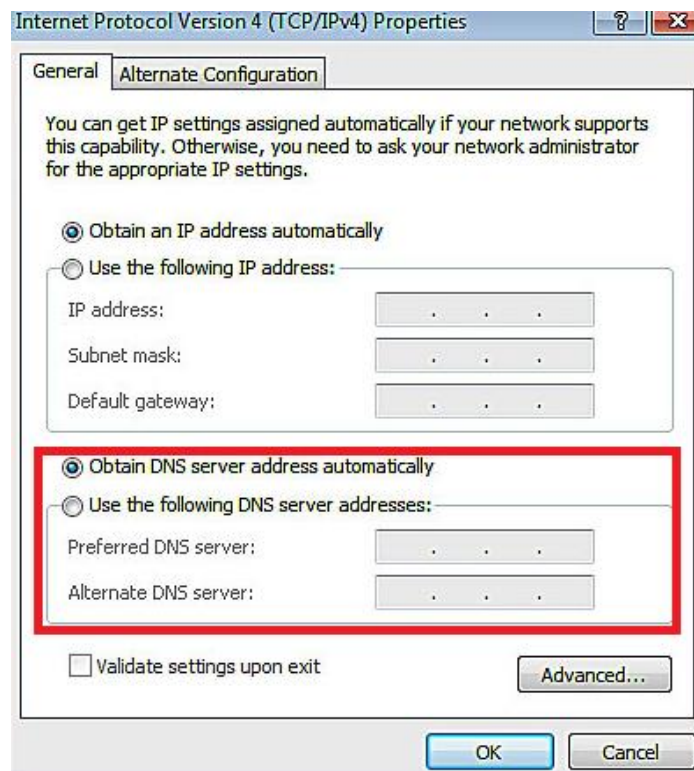 Internet Protocol Version 4 (TCP/IPv4) Properties
General
Alternate Configuration
You can get IP settings assigned automatically if your network supports
this capability. Otherwise, you need to ask your network administrator
for the appropriate IP settings.
Obtain an IP address automatically
Use the following IP address:
IP address:
Subnet mask:
Default gateway:
Obtain DNS server address automatically
Use the following DNS server addresses:
Preferred DNS server:
Alternate DNS server:
Validate settings upon exit
Advanced...
OK
Cancel